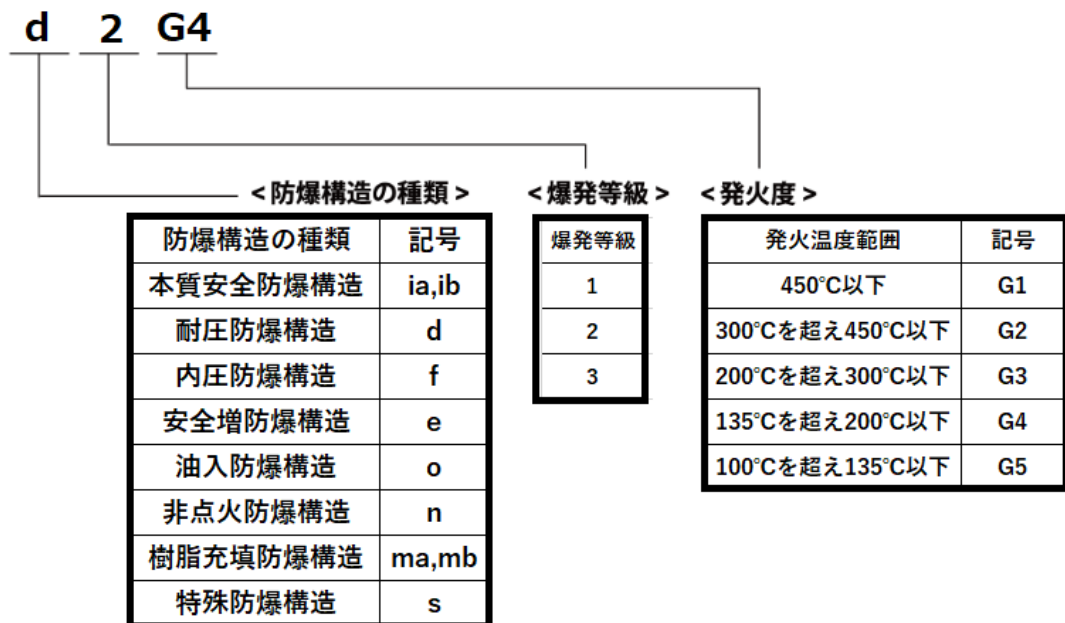 d 2 G4
<防爆構造の種類> <爆発等級> <発火度>
防爆構造の種類 記号
本質安全防爆構造 ia,ib
耐圧防爆構造 d
内圧防爆構造 f
安全増防爆構造 e
油入防爆構造 o
非点火防爆構造 n
樹脂充填防爆構造 ma,mb
特殊防爆構造 s
爆発等級
1
2
3
発火温度範囲 記号
450℃以下 G1
300℃を超え450℃以下 G2
200℃を超え300℃以下 G3
135℃を超え200℃以下 G4
100℃を超え135℃以下 G5